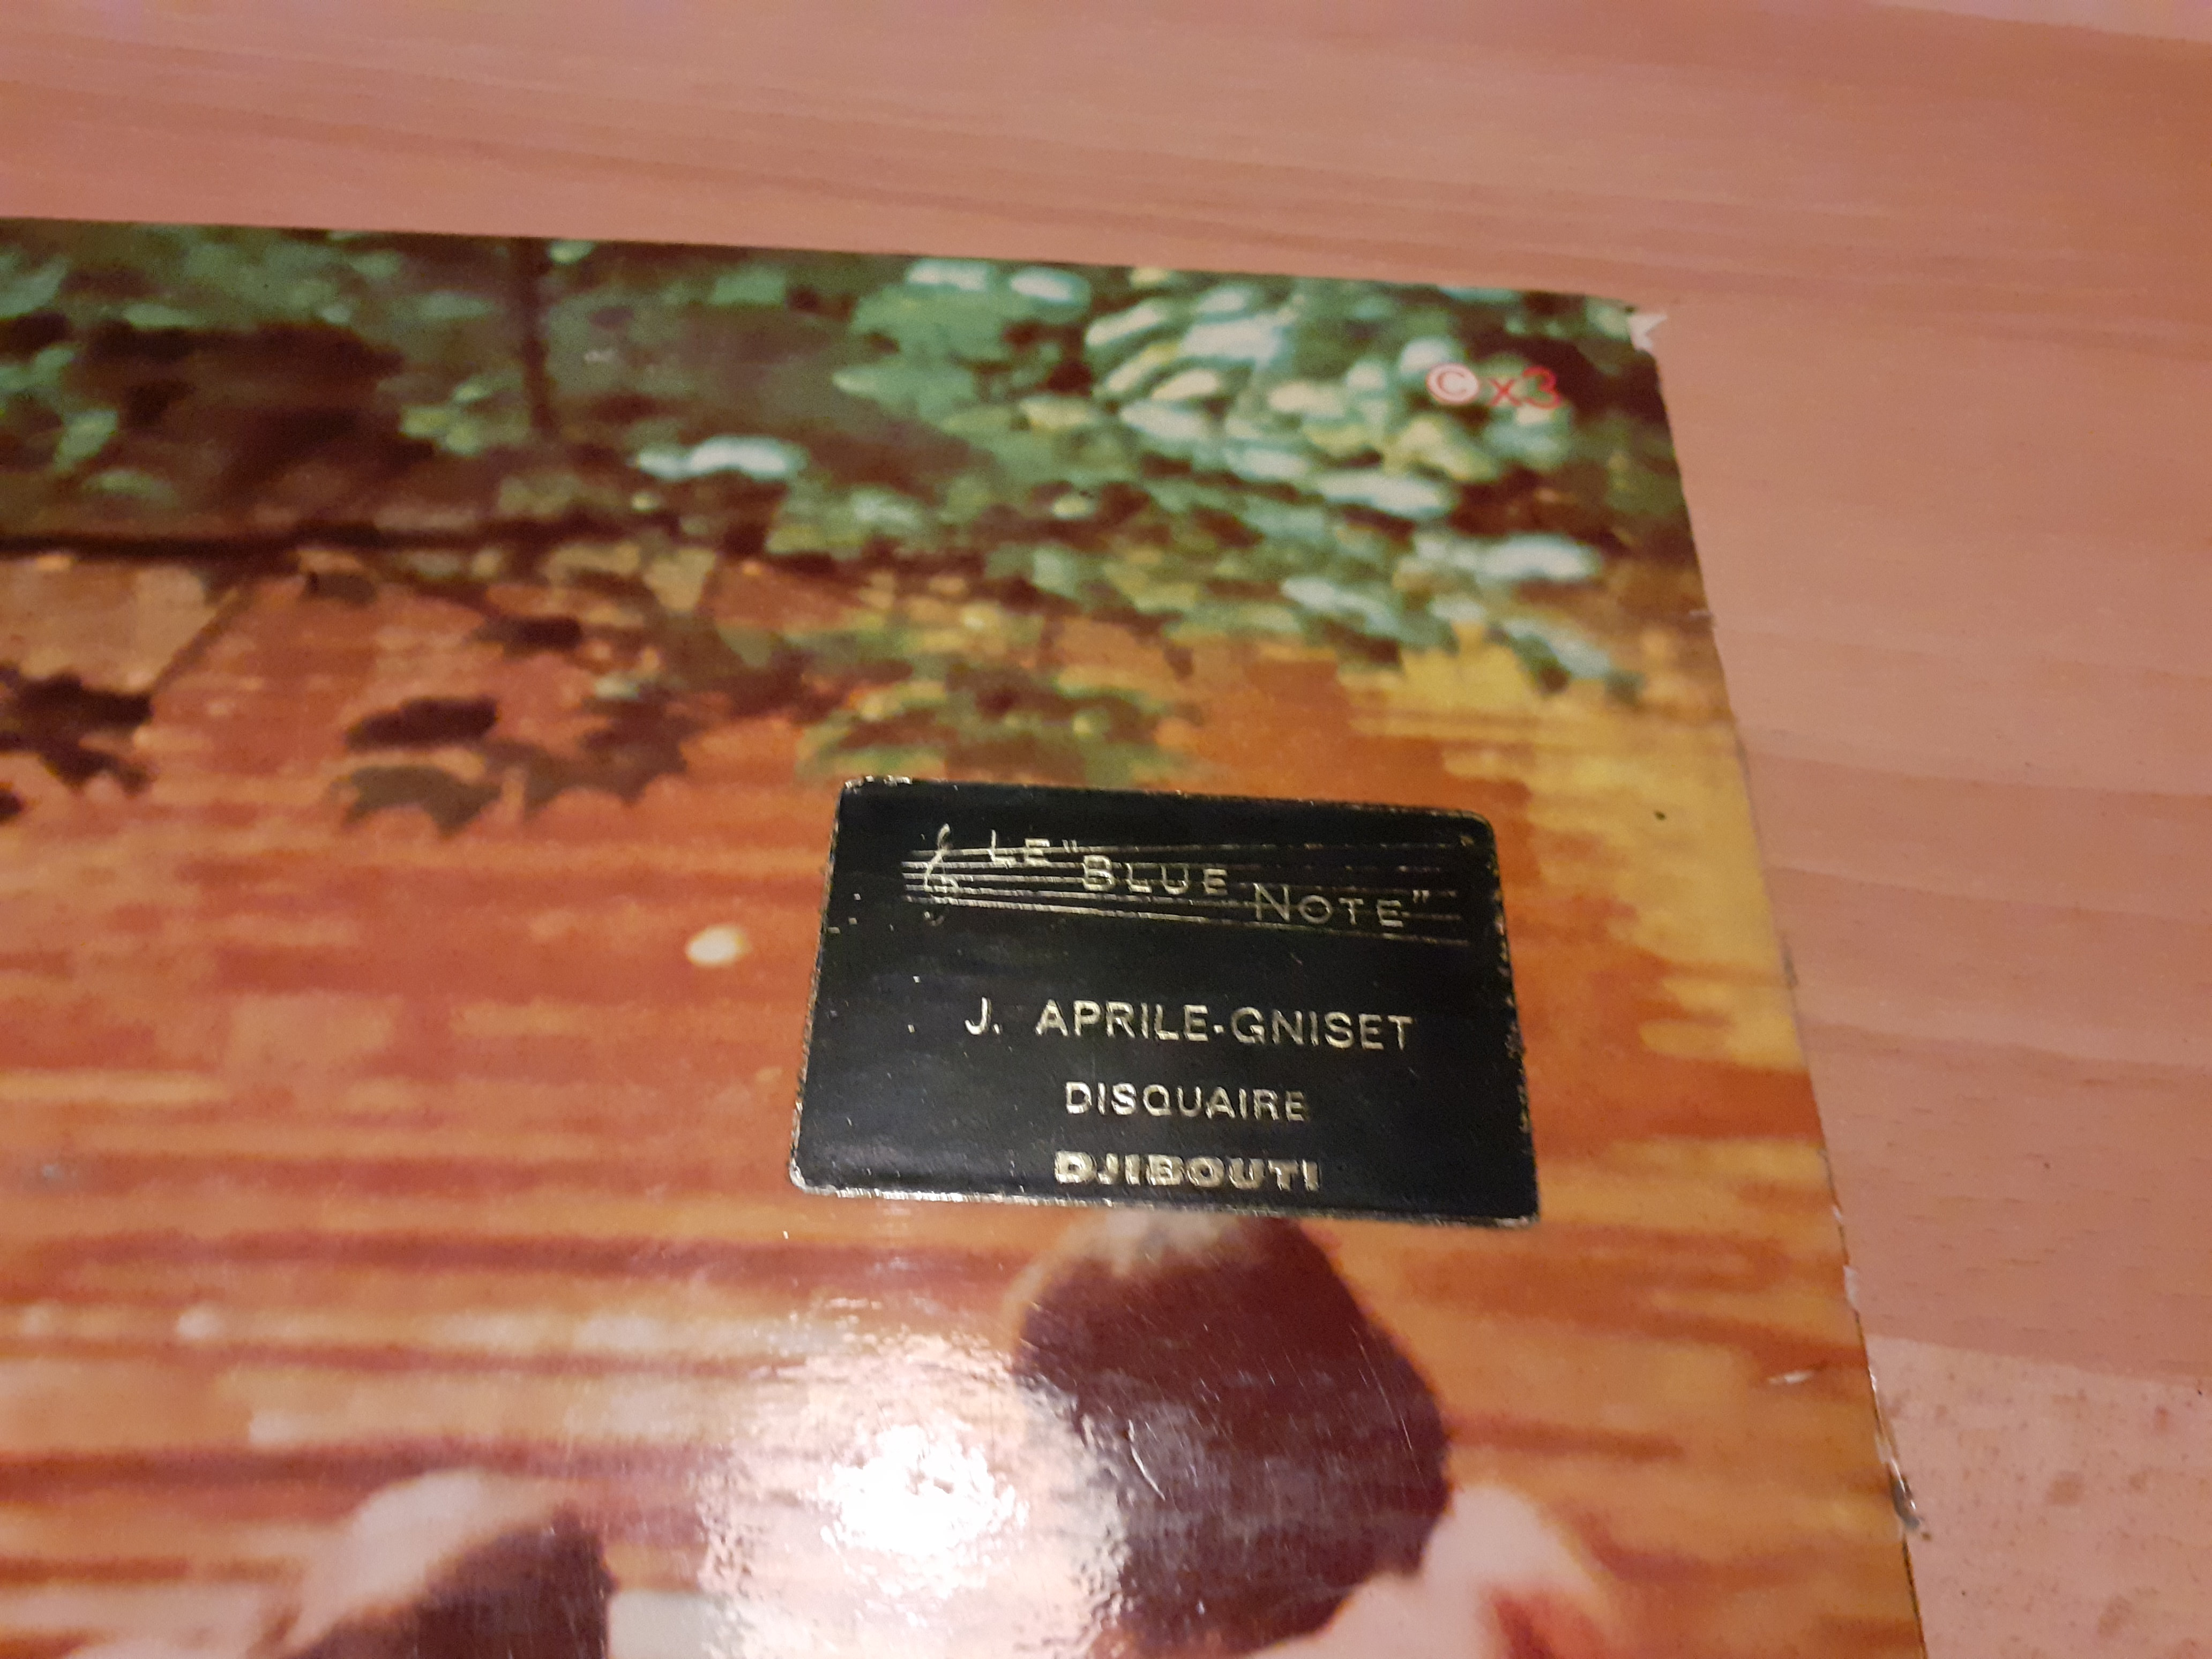 © x3
LE "BLUE NOTE"
J. APRILE-GNISET
DISQUAIRE
DJIBOUTI